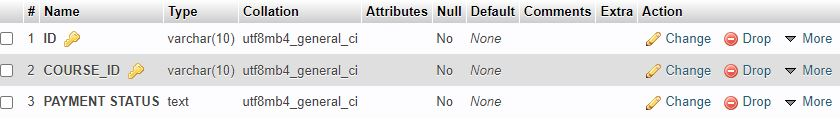 # Name Type Collation Attributes Null Default Comments Extra Action
1 ID varchar(10) utf8mb4_general_ci No None Change Drop More
2 COURSE_ID varchar(10) utf8mb4_general_ci No None Change Drop More
3 PAYMENT STATUS text utf8mb4_general_ci No None Change Drop More